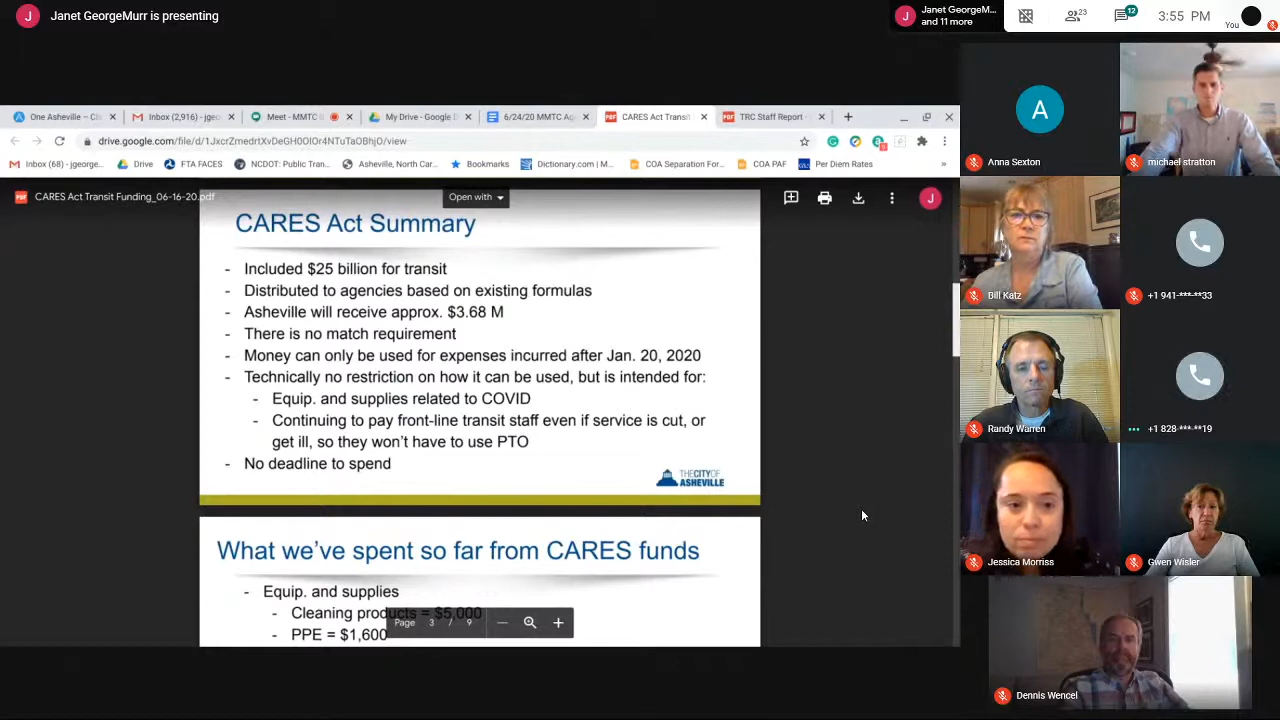 J
Janet GeorgeMurr is presenting
J
Janet GeorgeM...
and 11 more
23
12
3:55 PM
You
One Asheville – Ci
Inbox (2,916) - jgeo
Meet - MMTC R
My Drive - Google D
6/24/20 MMTC Ag
CARES Act Transit
TRC Staff Report -
drive.google.com/file/d/1JxcrZmedrtXvDeGH0OIOr4NTuTaOBhjO/view
Inbox (68) - jgeorge...
Drive
FTA FACES
NCDOT: Public Tran...
Asheville, North Car...
Bookmarks
Dictionary.com | M...
COA Separation For...
COA PAF
Per Diem Rates
»
CARES Act Transit Funding_06-16-20.pdf
Open with
J
CARES Act Summary
- Included $25 billion for transit
- Distributed to agencies based on existing formulas
- Asheville will receive approx. $3.68 M
- There is no match requirement
- Money can only be used for expenses incurred after Jan. 20, 2020
- Technically no restriction on how it can be used, but is intended for:
- Equip. and supplies related to COVID
- Continuing to pay front-line transit staff even if service is cut, or
get ill, so they won't have to use PTO
- No deadline to spend
THE CITY OF
ASHEVILLE
What we've spent so far from CARES funds
- Equip. and supplies
- Cleaning products = $5,000
- PPE = $1,600
Page 3 / 9
A
Anna Sexton
michael stratton
Bill Katz
+1 941-***-**33
Randy Warren
+1 828-***-**19
Jessica Morriss
Gwen Wisler
Dennis Wencel